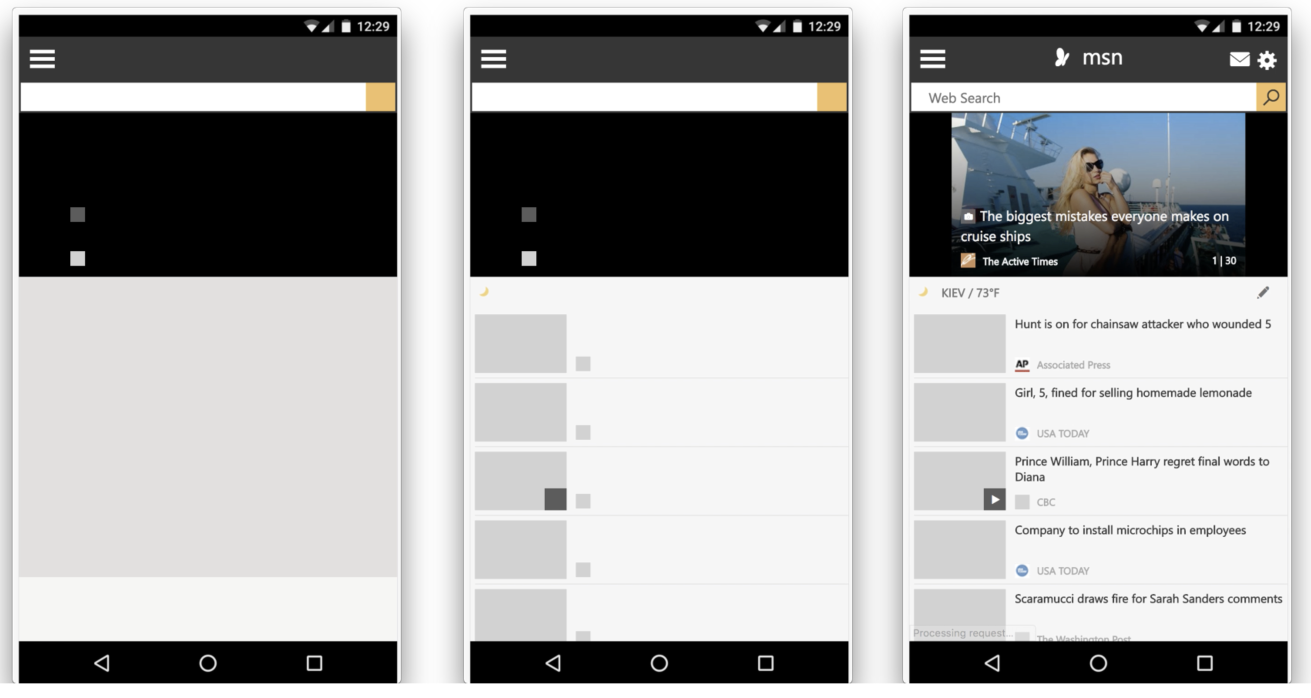 12:29
12:29
12:29
msn
Web Search
The biggest mistakes everyone makes on
cruise ships
The Active Times
1 | 30
KIEV / 73°F
Hunt is on for chainsaw attacker who wounded 5
AP Associated Press
Girl, 5, fined for selling homemade lemonade
USA TODAY
Prince William, Prince Harry regret final words to
Diana
CBC
Company to install microchips in employees
USA TODAY
Scaramucci draws fire for Sarah Sanders comments
Processing request...
The Washington Post